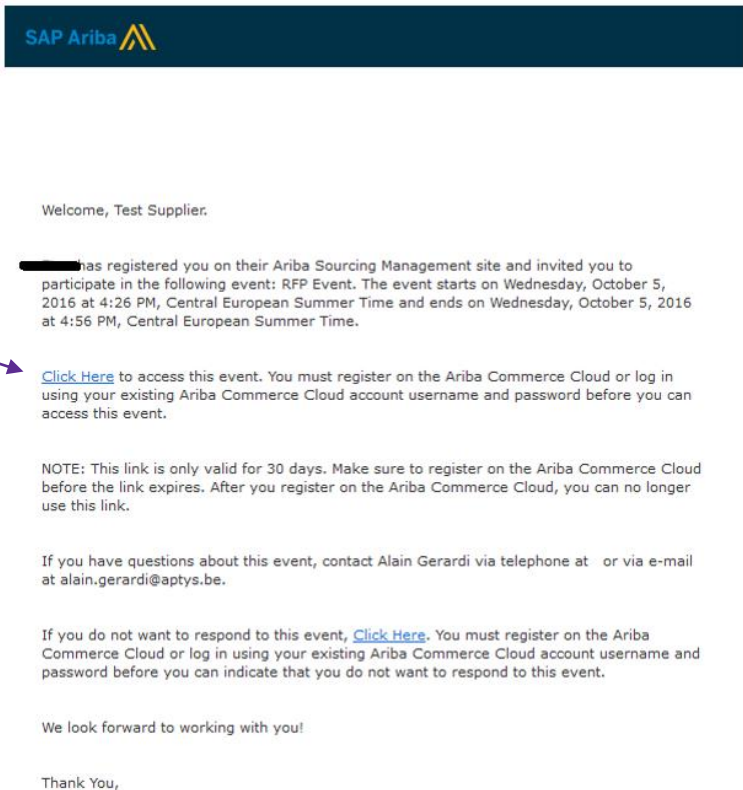 SAP Ariba
Welcome, Test Supplier.
has registered you on their Ariba Sourcing Management site and invited you to
participate in the following event: RFP Event. The event starts on Wednesday, October 5,
2016 at 4:26 PM, Central European Summer Time and ends on Wednesday, October 5, 2016
at 4:56 PM, Central European Summer Time.
Click Here to access this event. You must register on the Ariba Commerce Cloud or log in
using your existing Ariba Commerce Cloud account username and password before you can
access this event.
NOTE: This link is only valid for 30 days. Make sure to register on the Ariba Commerce Cloud
before the link expires. After you register on the Ariba Commerce Cloud, you can no longer
use this link.
If you have questions about this event, contact Alain Gerardi via telephone at or via e-mail
at alain.gerardi@aptys.be.
If you do not want to respond to this event, Click Here. You must register on the Ariba
Commerce Cloud or log in using your existing Ariba Commerce Cloud account username and
password before you can indicate that you do not want to respond to this event.
We look forward to working with you!
Thank You,